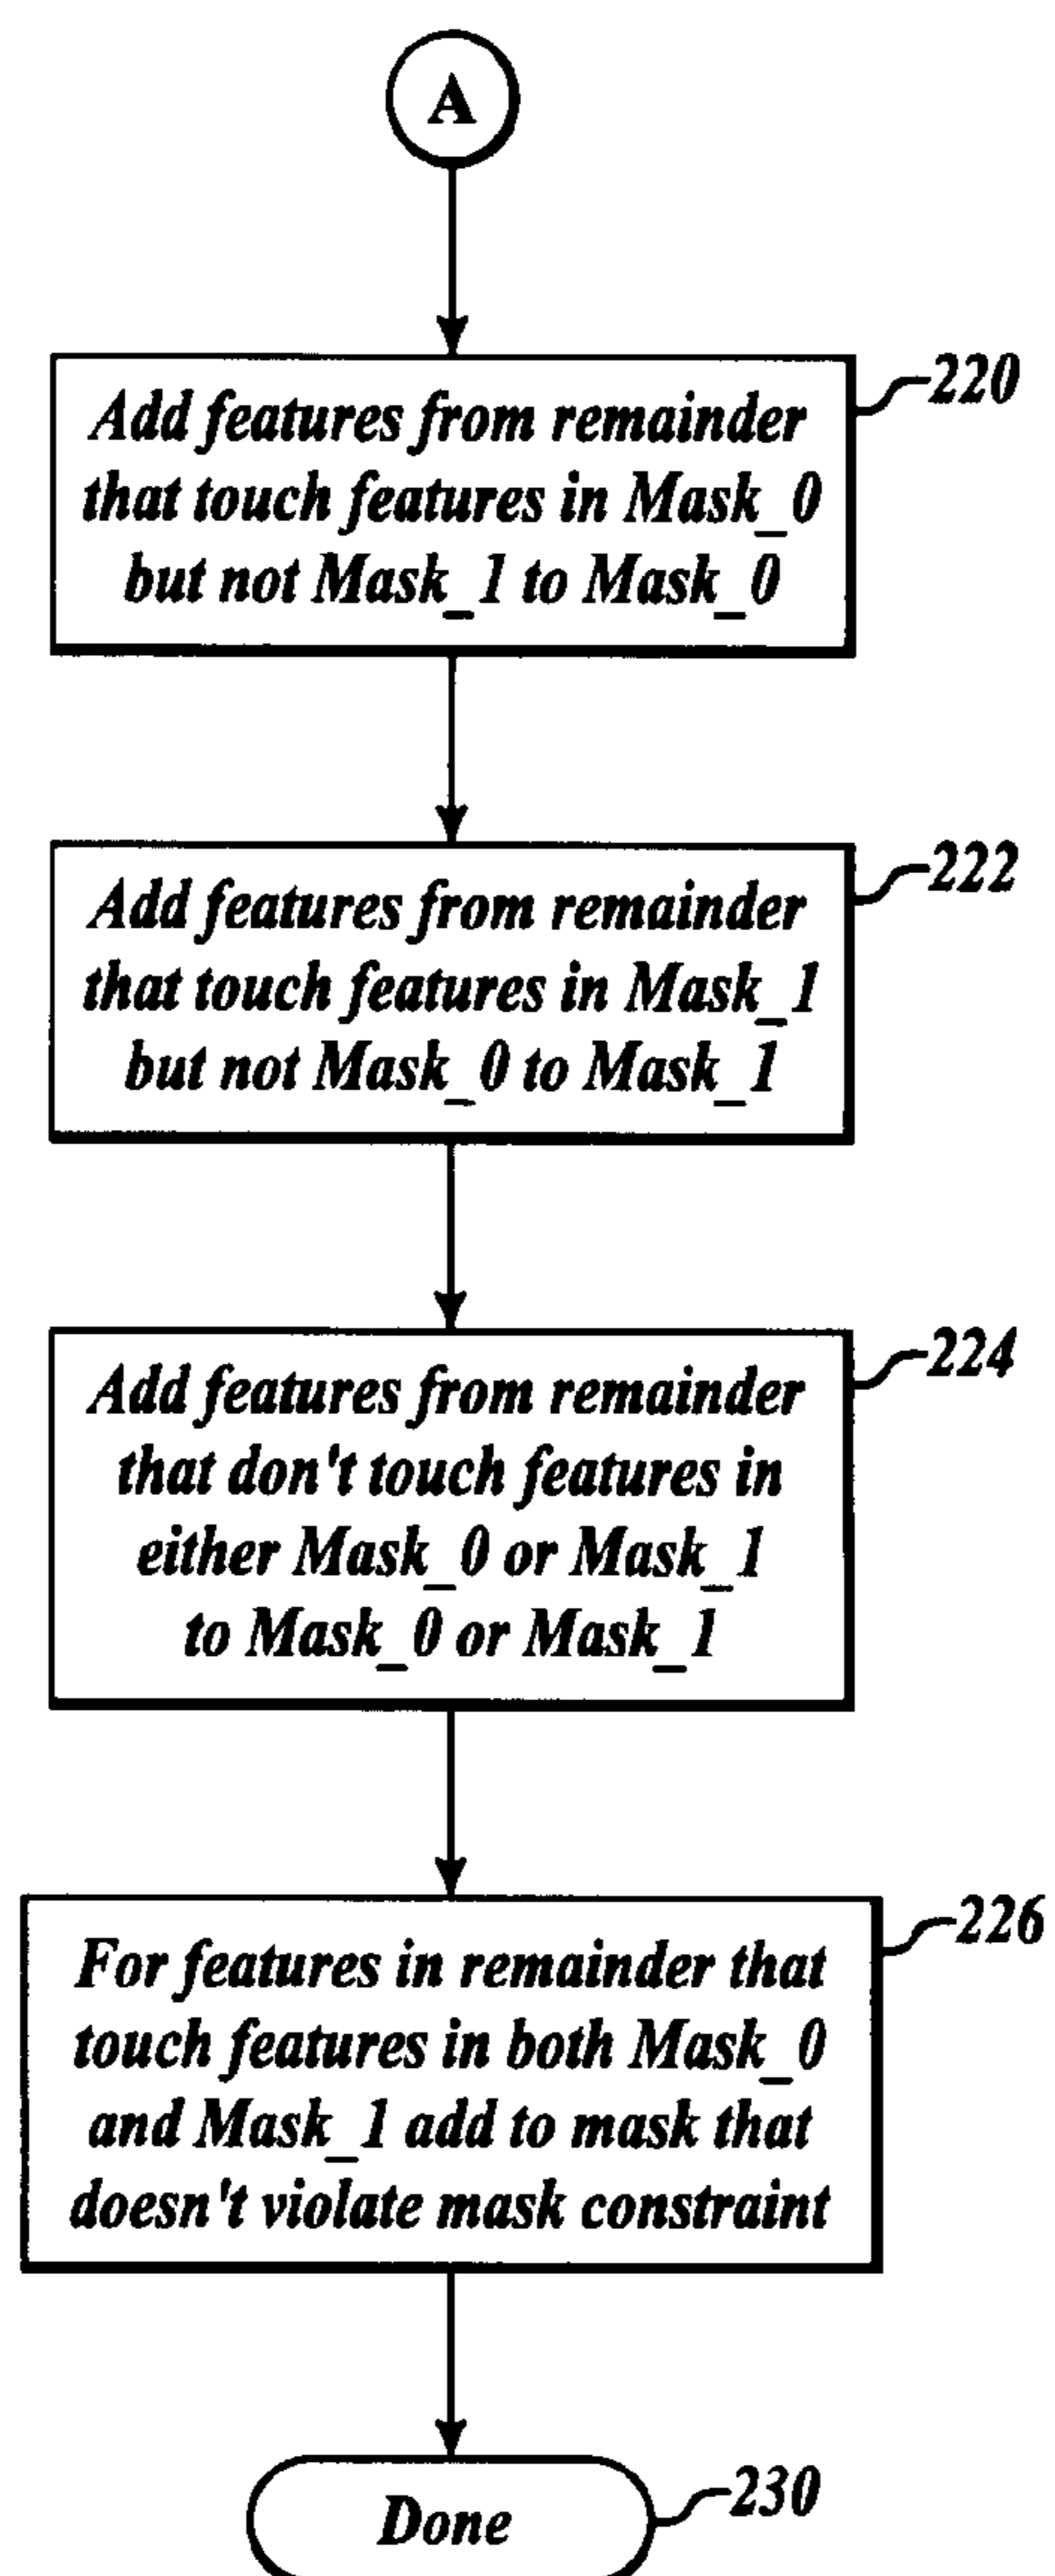 A
220
Add features from remainder
that touch features in Mask_0
but not Mask_1 to Mask_0
222
Add features from remainder
that touch features in Mask_1
but not Mask_0 to Mask_1
224
Add features from remainder
that don't touch features in
either Mask_0 or Mask_1
to Mask_0 or Mask_1
226
For features in remainder that
touch features in both Mask_0
and Mask_1 add to mask that
doesn't violate mask constraint
230
Done